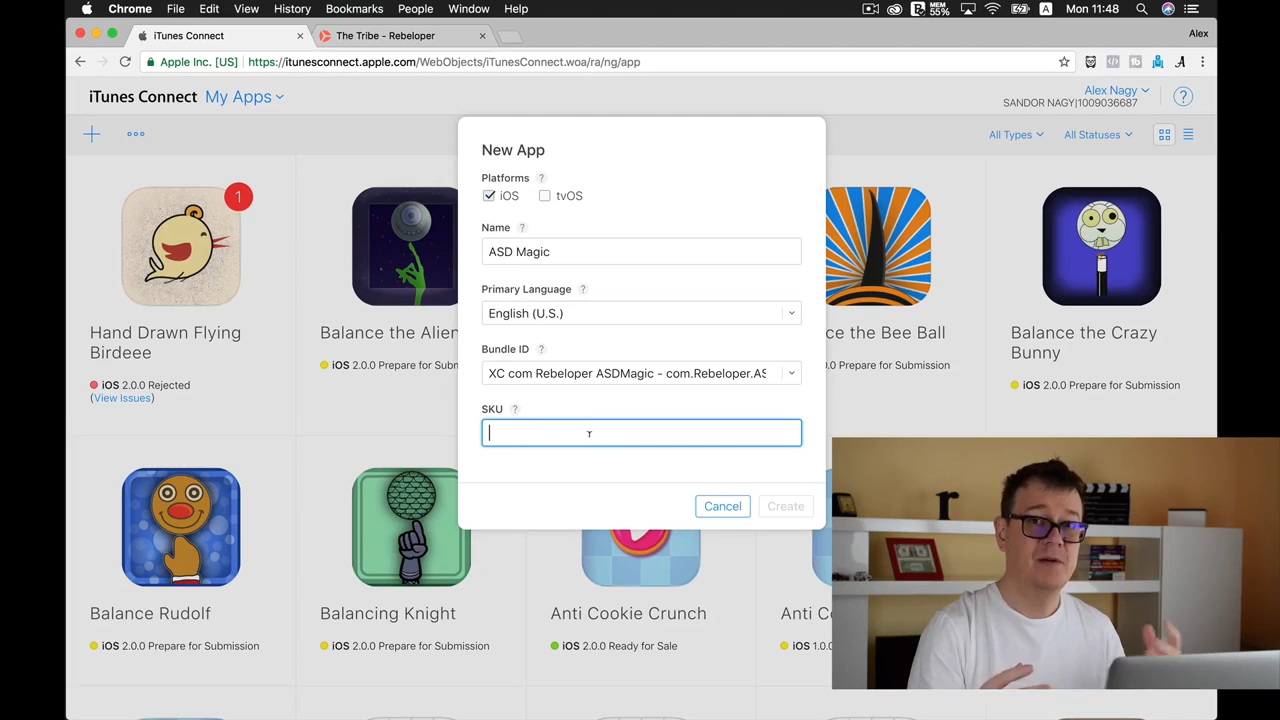 Chrome File Edit View History Bookmarks People Window Help
MEM
55%
A
Mon 11:48
iTunes Connect
The Tribe - Rebeloper
Alex
Apple Inc. [US]
https://itunesconnect.apple.com/WebObjects/iTunesConnect.woa/ra/ng/app
iTunes Connect My Apps
Alex Nagy
SANDOR NAGY|1009036687
?
All Types
All Statuses
New App
Platforms ?
iOS
tvOS
Name ?
ASD Magic
Primary Language ?
English (U.S.)
Bundle ID ?
XC com Rebeloper ASDMagic - com.Rebeloper.AS
SKU ?
Cancel
Create
1
Hand Drawn Flying
Birdeee
iOS 2.0.0 Rejected
(View Issues)
Balance the Alien
iOS 2.0.0 Prepare for Submission
ce the Bee Ball
.0.0 Prepare for Submission
Balance the Crazy
Bunny
iOS 2.0.0 Prepare for Submission
Balance Rudolf
iOS 2.0.0 Prepare for Submission
Balancing Knight
iOS 2.0.0 Prepare for Submission
Anti Cookie Crunch
iOS 2.0.0 Ready for Sale
Anti Co
iOS 1.0.0